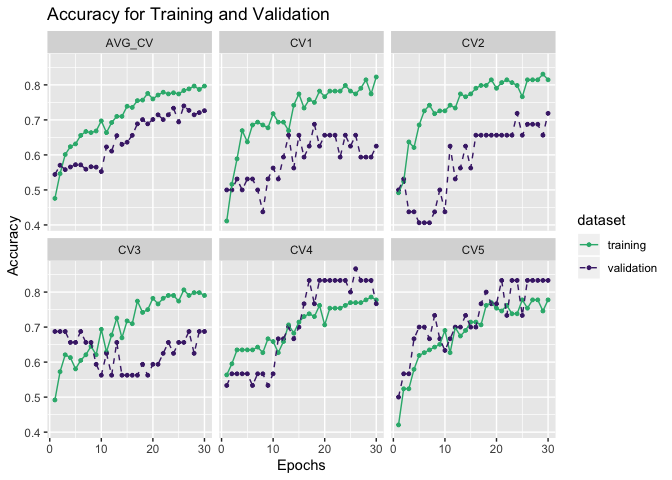 Accuracy for Training and Validation
AVG_CV CV1 CV2
0.8
0.7
0.6
0.5
0.4
CV3 CV4 CV5
0.8
0.7
0.6
0.5
0.4
0 10 20 30 0 10 20 30 0 10 20 30
Epochs
Accuracy
dataset
training
validation